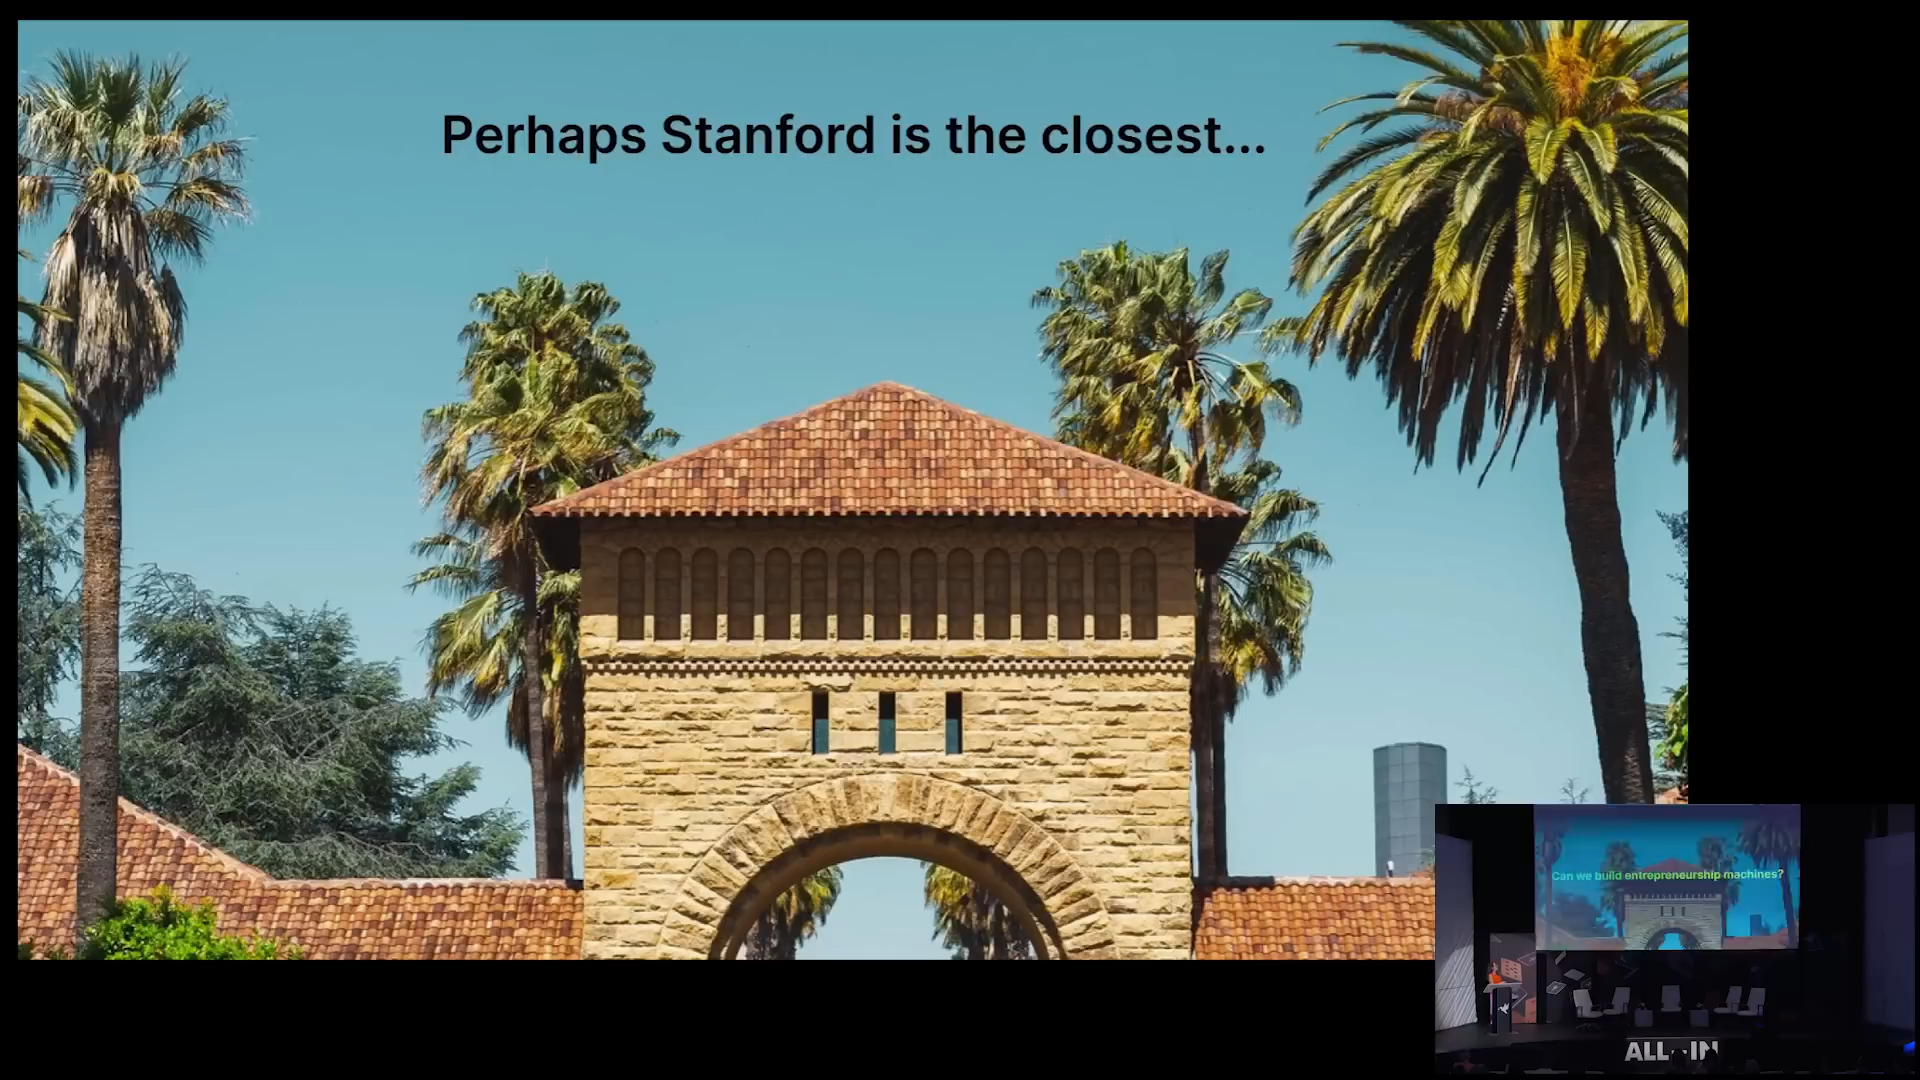 Perhaps Stanford is the closest...
Can we build entrepreneurship machines?
ALL-IN